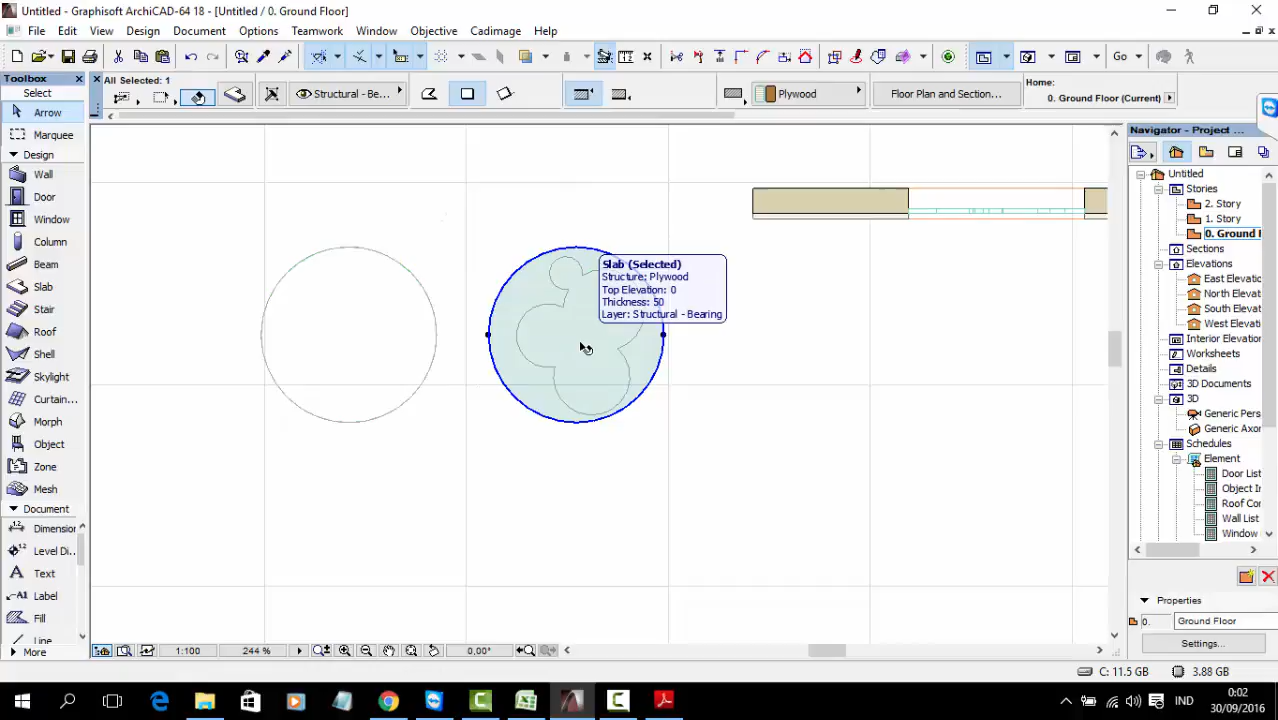 Untitled - Graphisoft ArchiCAD-64 18 - [Untitled / 0. Ground Floor]
File Edit View Design Document Options Teamwork Window Objective Cadimage Help
Go
Toolbox
Select
Arrow
Marquee
Design
Wall
Door
Window
Column
Beam
Slab
Stair
Roof
Shell
Skylight
Curtain...
Morph
Object
Zone
Mesh
Document
Dimension
Level Di...
Text
Label
Fill
Line
More
All Selected: 1
Structural - Be...
Plywood
Floor Plan and Section...
Home:
0. Ground Floor (Current)
Slab (Selected)
Structure: Plywood
Top Elevation: 0
Thickness: 50
Layer: Structural - Bearing
Navigator - Project ...
Untitled
Stories
2. Story
1. Story
0. Ground F
Sections
Elevations
East Elevati
North Elevat
South Elevat
West Elevati
Interior Elevation
Worksheets
Details
3D Documents
3D
Generic Pers
Generic Axon
Schedules
Element
Door List
Object In
Roof Cor
Wall List
Window
Properties
0. Ground Floor
Settings...
1:100 244 % 0,00°
C: 11.5 GB 3.88 GB
IND
0:02
30/09/2016